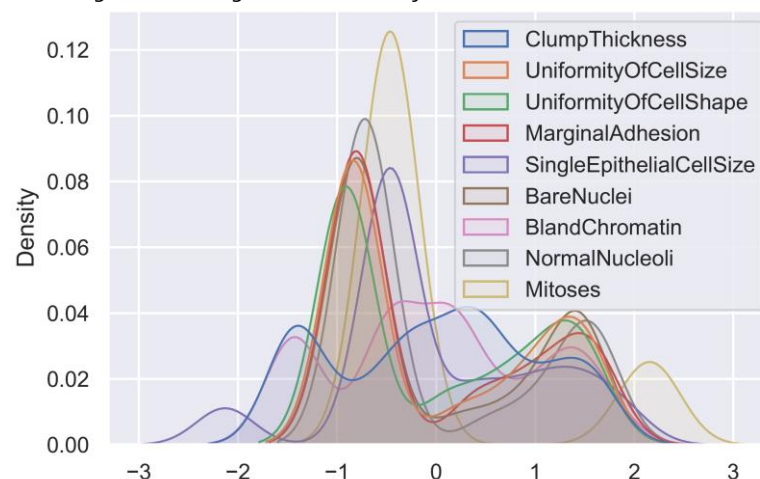 0.12
0.10
0.08
0.06
0.04
0.02
0.00
Density
ClumpThickness
UniformityOfCellSize
UniformityOfCellShape
MarginalAdhesion
SingleEpithelialCellSize
BareNuclei
BlandChromatin
NormalNucleoli
Mitoses
−3 −2 −1 0 1 2 3